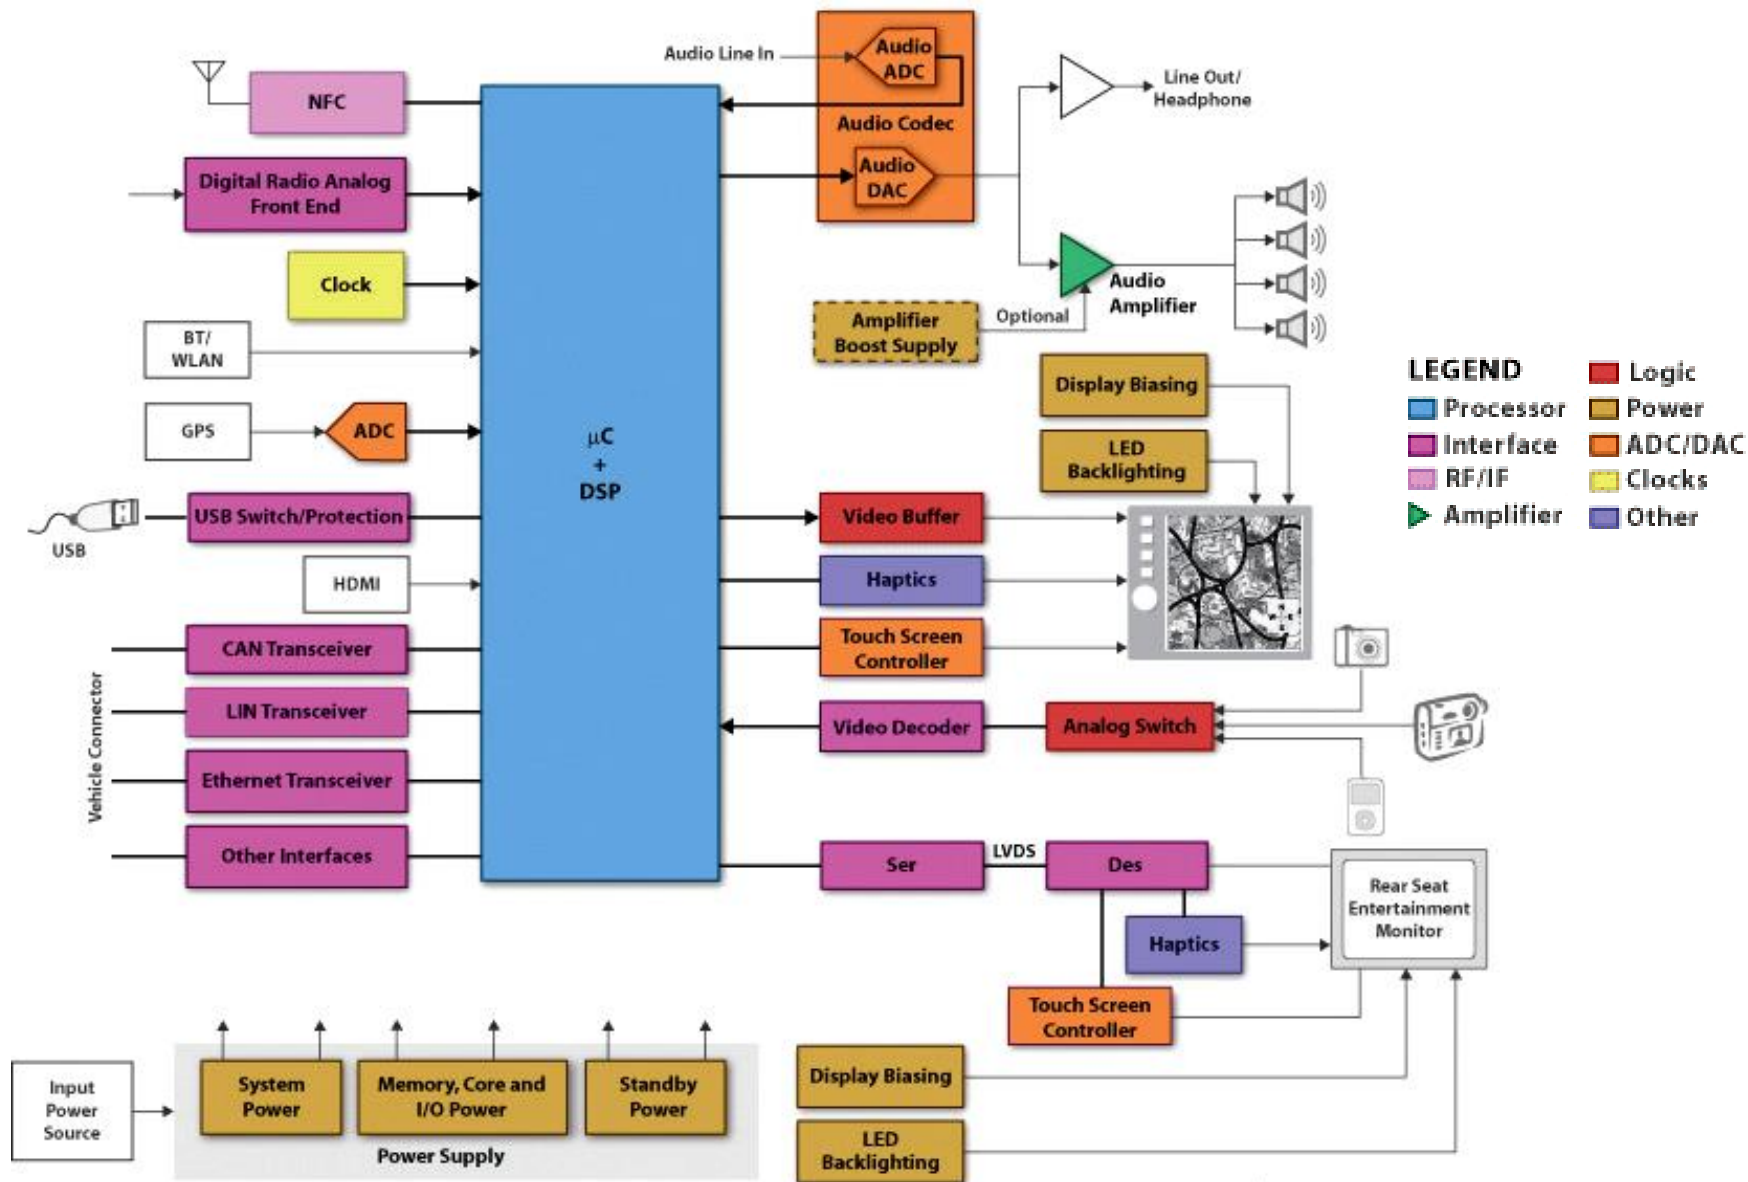 Audio Line In
Audio
ADC
Audio Codec
Audio
DAC
Line Out/
Headphone
NFC
Digital Radio Analog
Front End
Clock
BT/
WLAN
GPS
ADC
USB
USB Switch/Protection
HDMI
Vehicle Connector
CAN Transceiver
LIN Transceiver
Ethernet Transceiver
Other Interfaces
µC
+
DSP
Audio
Amplifier
Amplifier
Boost Supply
Optional
Display Biasing
LED
Backlighting
Video Buffer
Haptics
Touch Screen
Controller
Video Decoder
Analog Switch
Ser
LVDS
Des
Haptics
Touch Screen
Controller
Rear Seat
Entertainment
Monitor
Display Biasing
LED
Backlighting
Input
Power
Source
System
Power
Memory, Core and
I/O Power
Standby
Power
Power Supply
LEGEND
Processor
Interface
RF/IF
Amplifier
Logic
Power
ADC/DAC
Clocks
Other